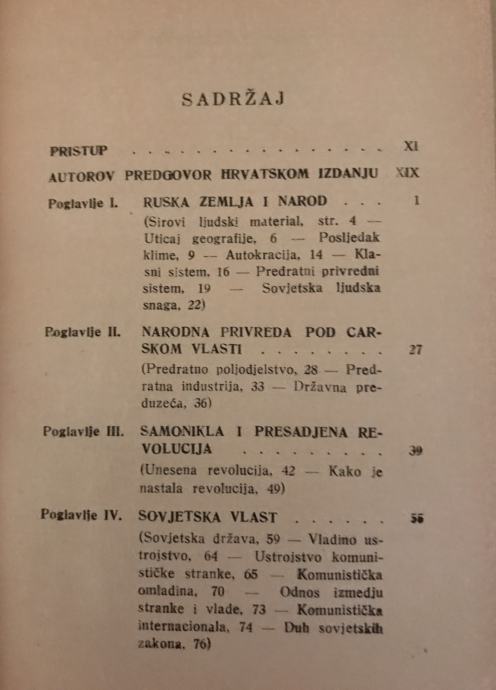 SADRŽAJ
PRISTUP . . . . . . . . . . . . . . . . XI
AUTOROV PREDGOVOR HRVATSKOM IZDANJU XIX
Poglavlje I. RUSKA ZEMLJA I NAROD . . . 1
(Sirovi ljudski material, str. 4 —
Uticaj geografije, 6 — Posljedak
klime, 9 — Autokracija, 14 — Kla-
sni sistem, 16 — Predratni privredni
sistem, 19 — Sovjetska ljudska
snaga, 22)
Poglavlje II. NARODNA PRIVREDA POD CAR-
SKOM VLASTI . . . . . . . . 27
(Predratno poljodjelstvo, 28 — Pred-
ratna industrija, 33 — Državna pre-
duzeća, 36)
Poglavlje III. SAMONIKLA I PRESADJENA RE-
VOLUCIJA . . . . . . . . . 39
(Unesena revolucija, 42 — Kako je
nastala revolucija, 49)
Poglavlje IV. SOVJETSKA VLAST . . . . . . 55
(Sovjetska država, 59 — Vladino us-
trojstvo, 64 — Ustrojstvo komuni-
stičke stranke, 65 — Komunistička
omladina, 70 — Odnos izmedju
stranke i vlade, 73 — Komunistička
internacionala, 74 — Duh sovjetskih
zakona, 76)